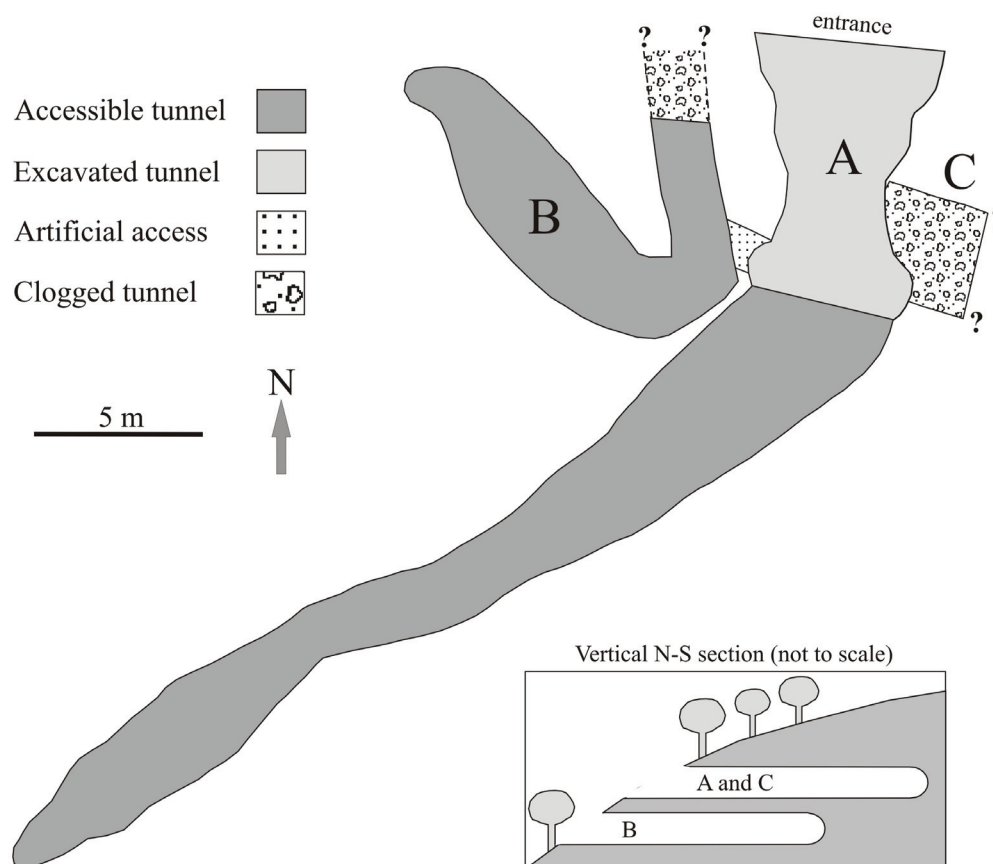 entrance
? ?
Accessible tunnel
Excavated tunnel
Artificial access
Clogged tunnel
A
B
C
?
N
5 m
Vertical N-S section (not to scale)
A and C
B